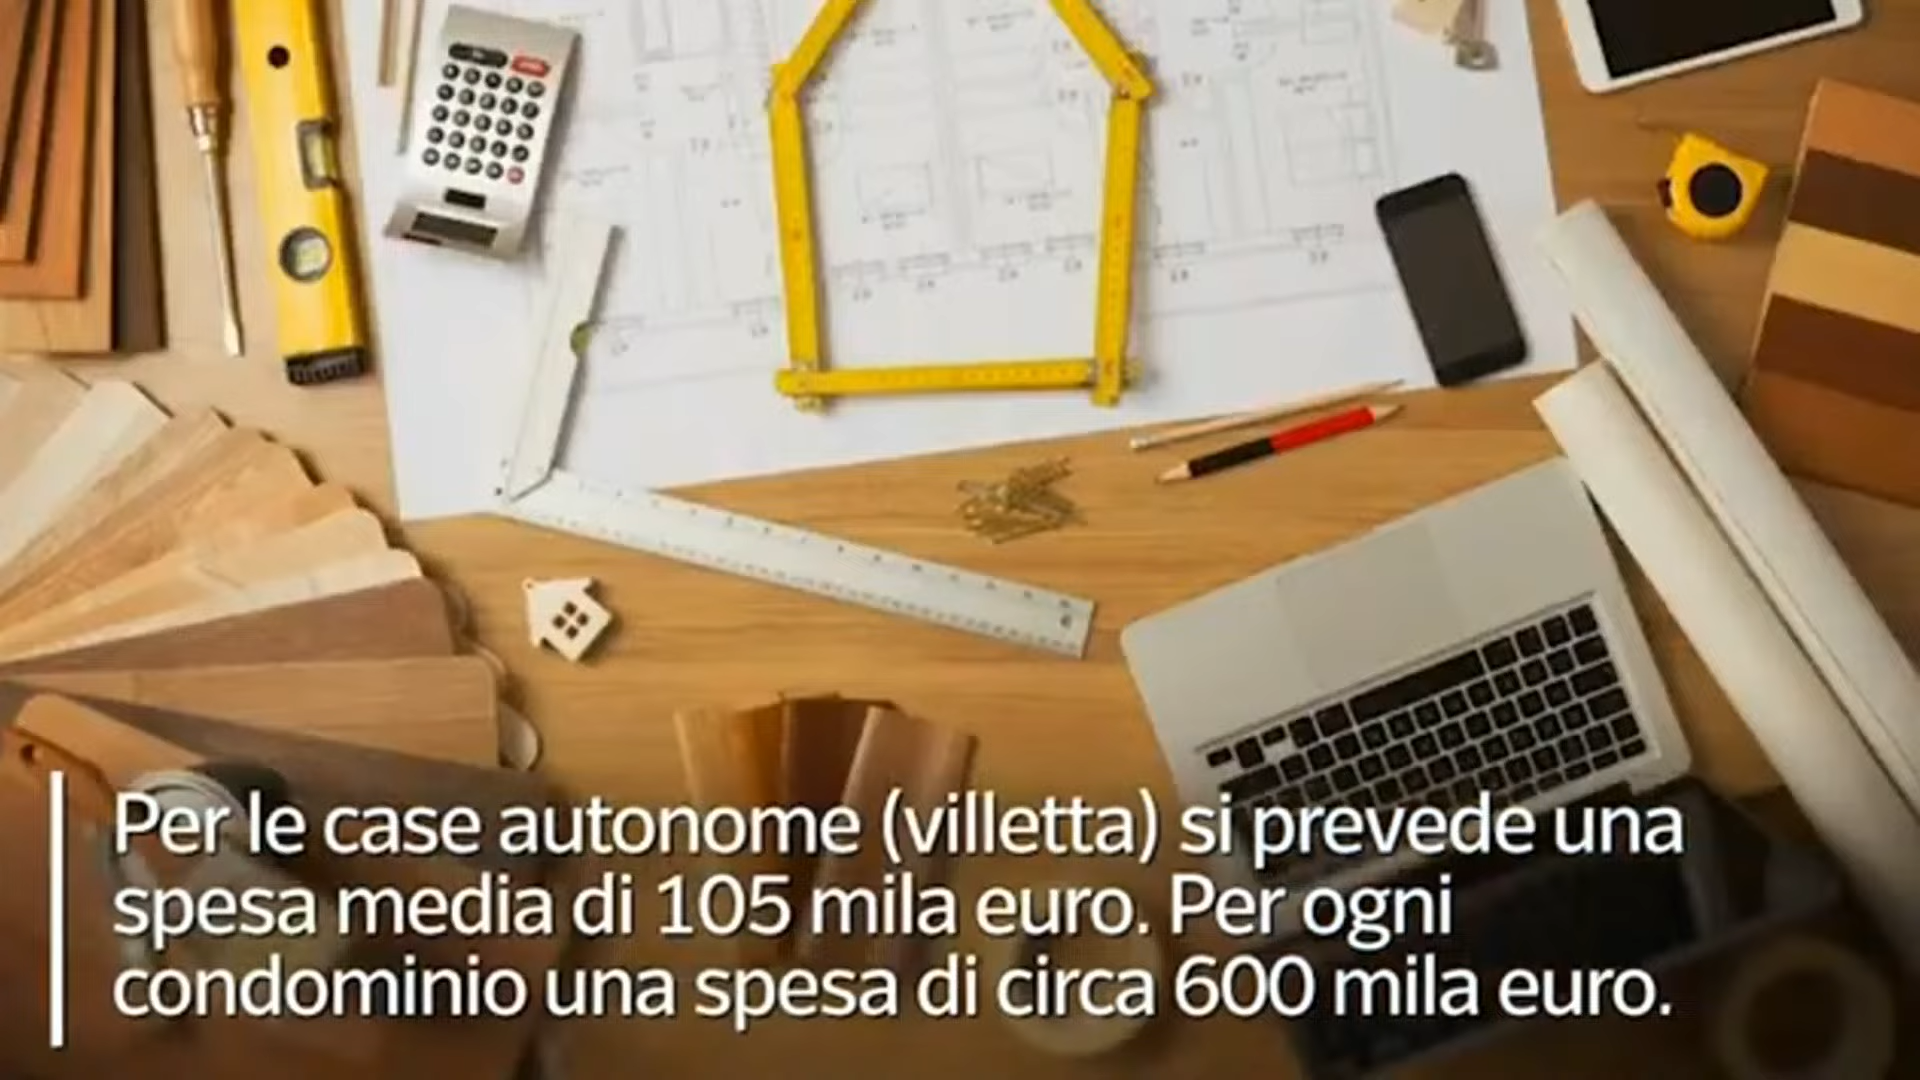 Per le case autonome (villetta) si prevede una
spesa media di 105 mila euro. Per ogni
condominio una spesa di circa 600 mila euro.